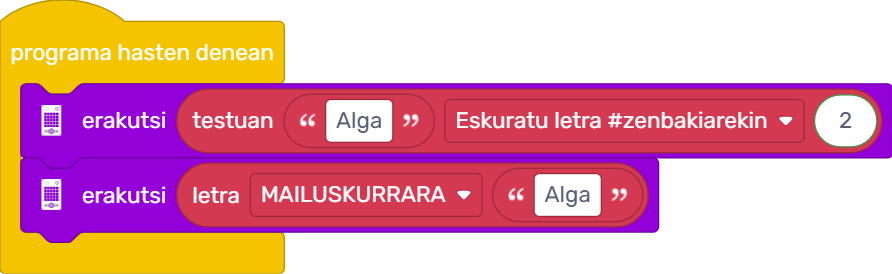 programa hasten denean
erakutsi testuan “ Alga ” Eskuratu letra #zenbakiarekin 2
erakutsi letra MAILUSKURRARA “ Alga ”